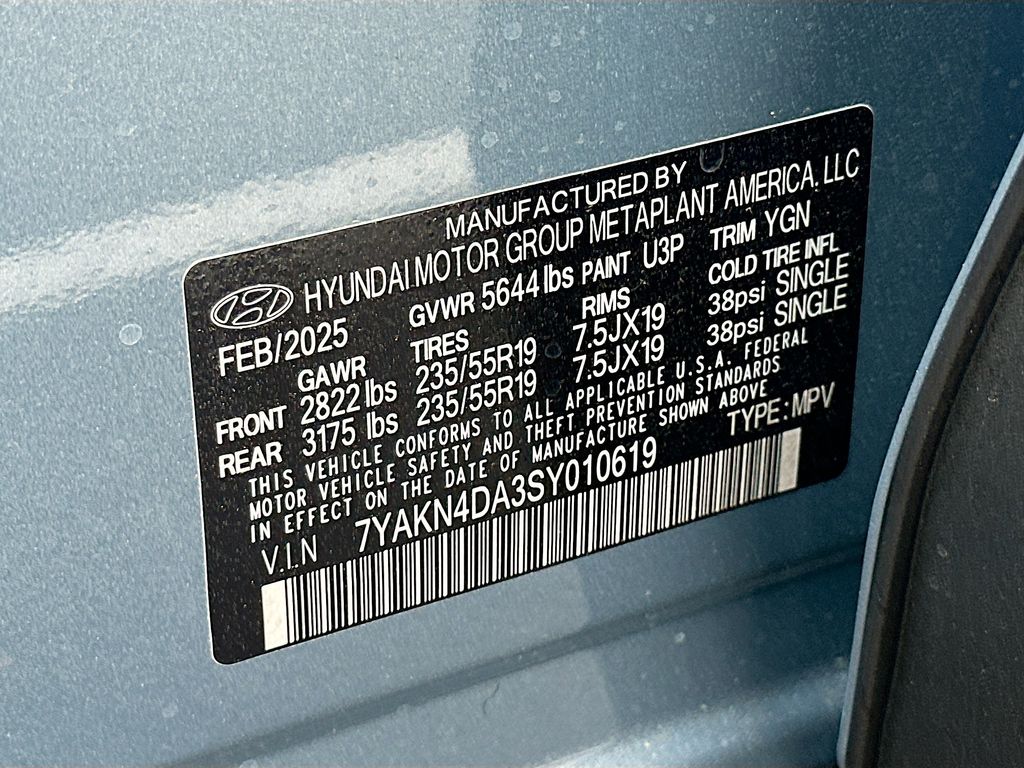 MANUFACTURED BY
HYUNDAI MOTOR GROUP METAPLANT AMERICA, LLC
FEB/2025 GVWR 5644 lbs PAINT U3P TRIM YGN
GAWR TIRES RIMS COLD TIRE INFL
FRONT 2822 lbs 235/55R19 7.5JX19 38psi SINGLE
REAR 3175 lbs 235/55R19 7.5JX19 38psi SINGLE
THIS VEHICLE CONFORMS TO ALL APPLICABLE U.S.A. FEDERAL
MOTOR VEHICLE SAFETY AND THEFT PREVENTION STANDARDS
IN EFFECT ON THE DATE OF MANUFACTURE SHOWN ABOVE
V.I.N 7YAKN4DA3SY010619 TYPE:MPV